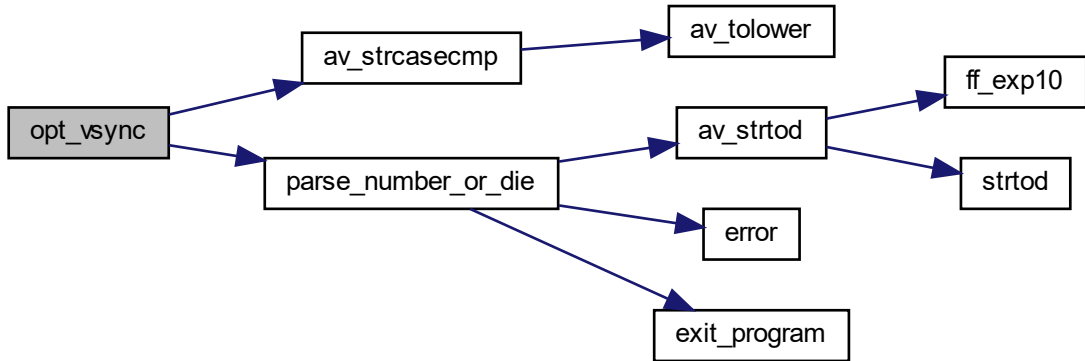 opt_vsync
av_strcasecmp
av_tolower
parse_number_or_die
av_strtod
ff_exp10
strtod
error
exit_program